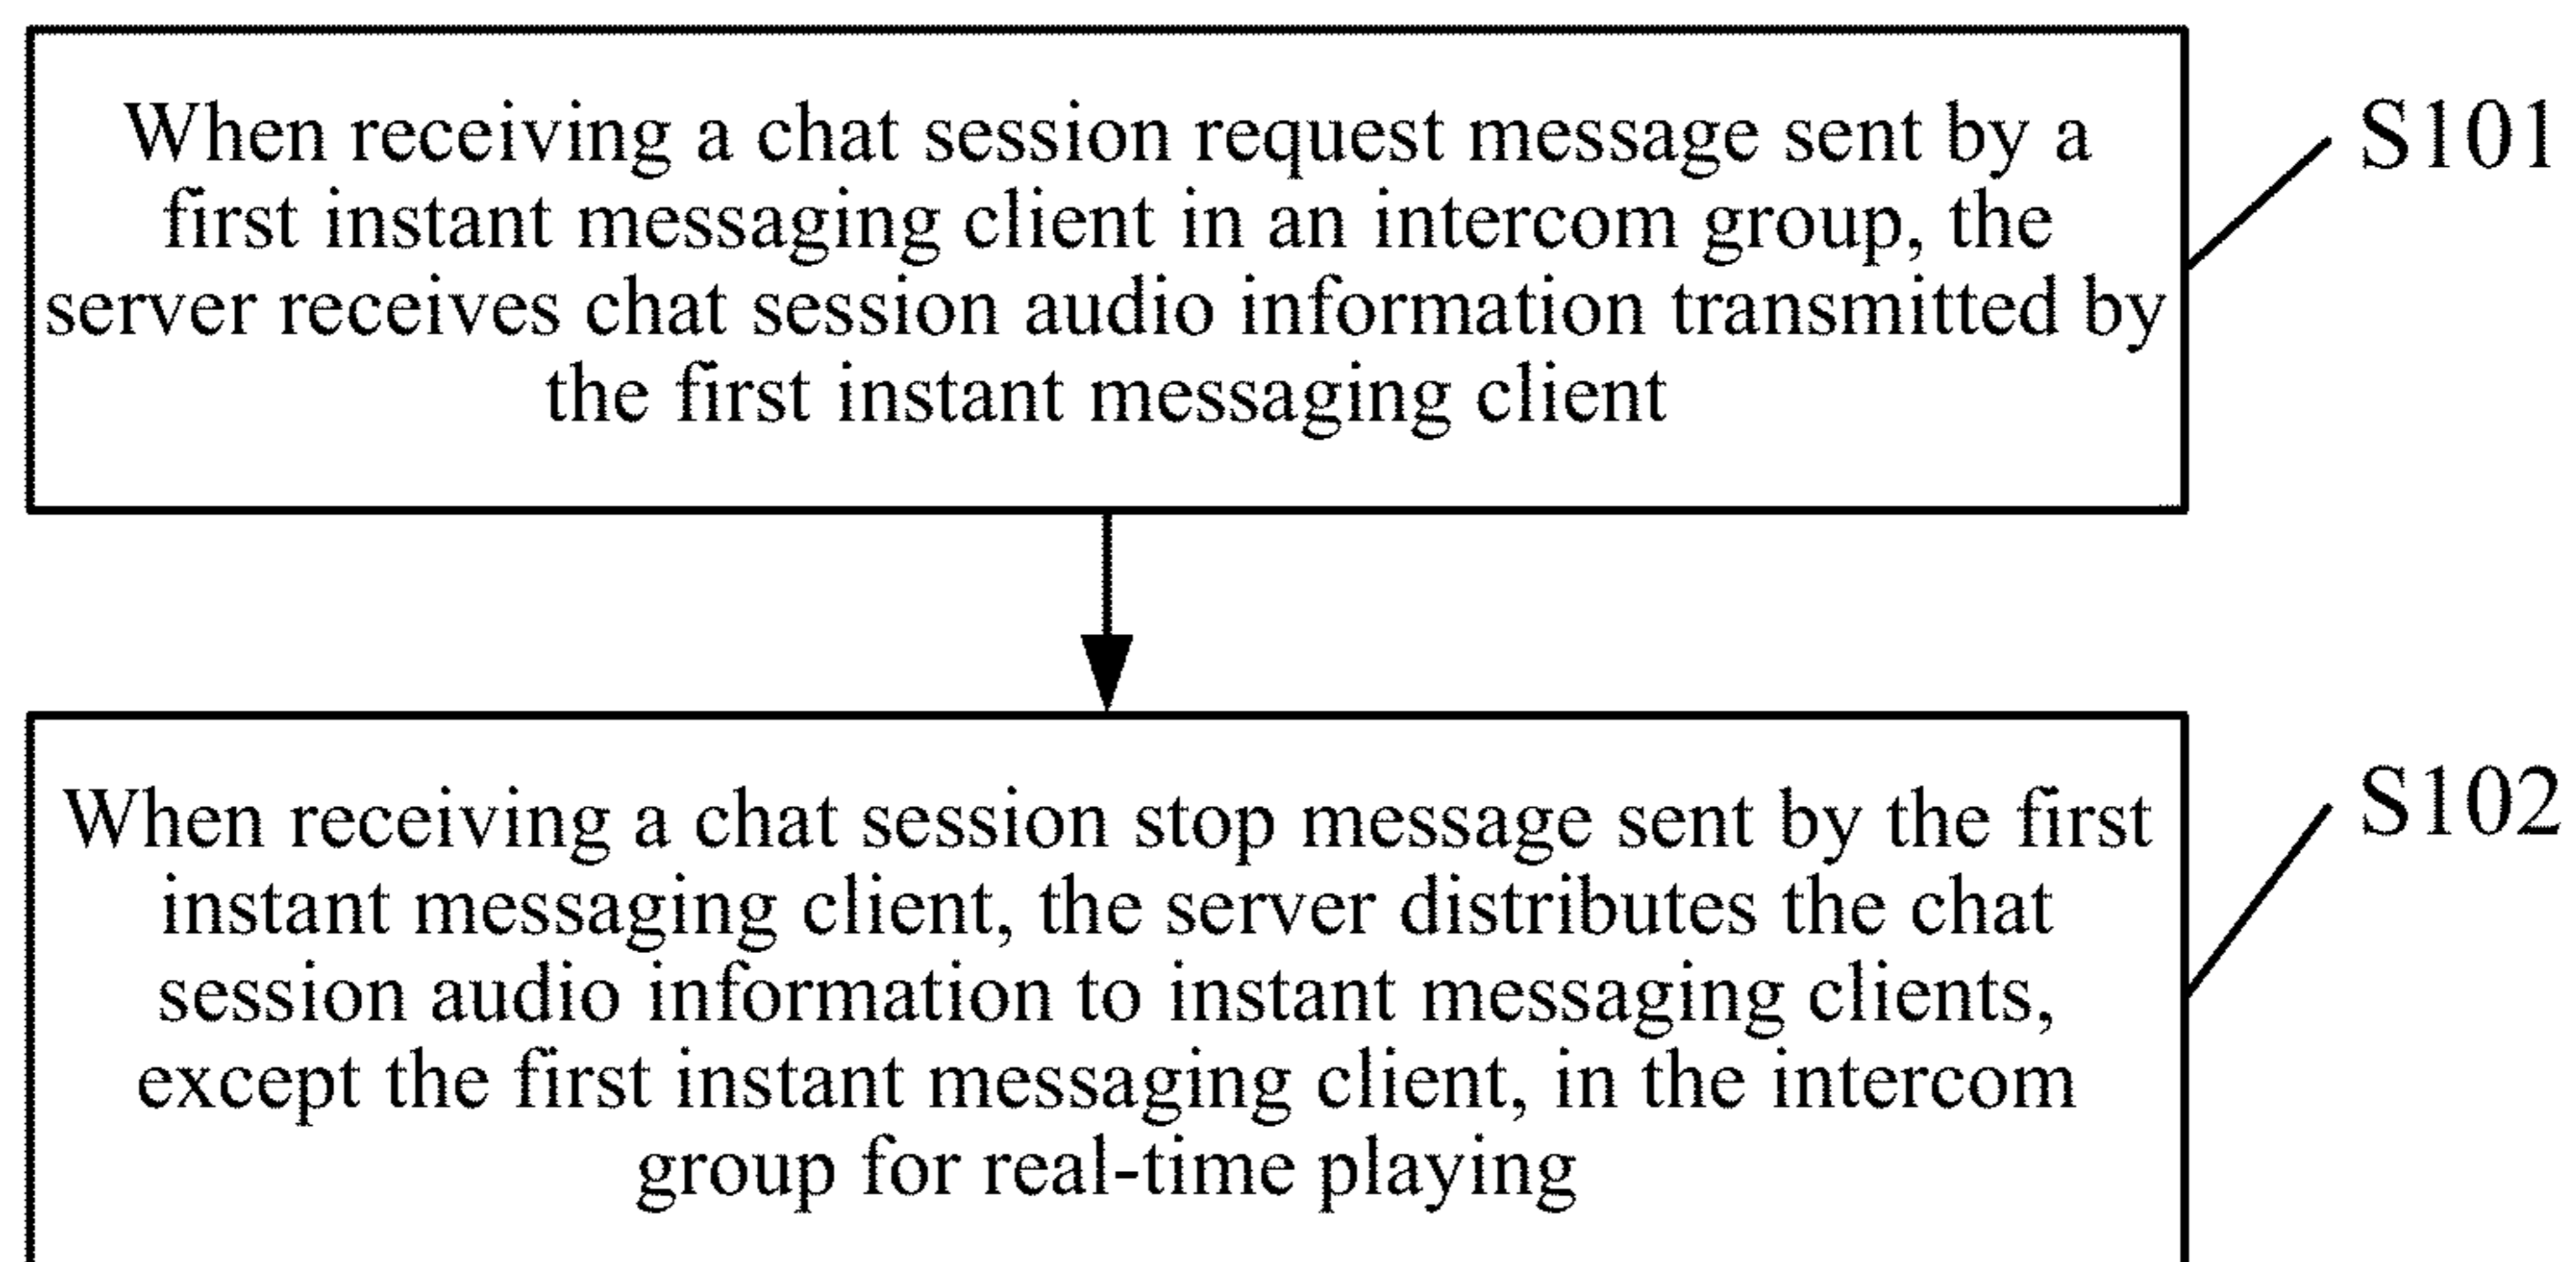 When receiving a chat session request message sent by a
first instant messaging client in an intercom group, the
server receives chat session audio information transmitted by
the first instant messaging client
S101
When receiving a chat session stop message sent by the first
instant messaging client, the server distributes the chat
session audio information to instant messaging clients,
except the first instant messaging client, in the intercom
group for real-time playing
S102